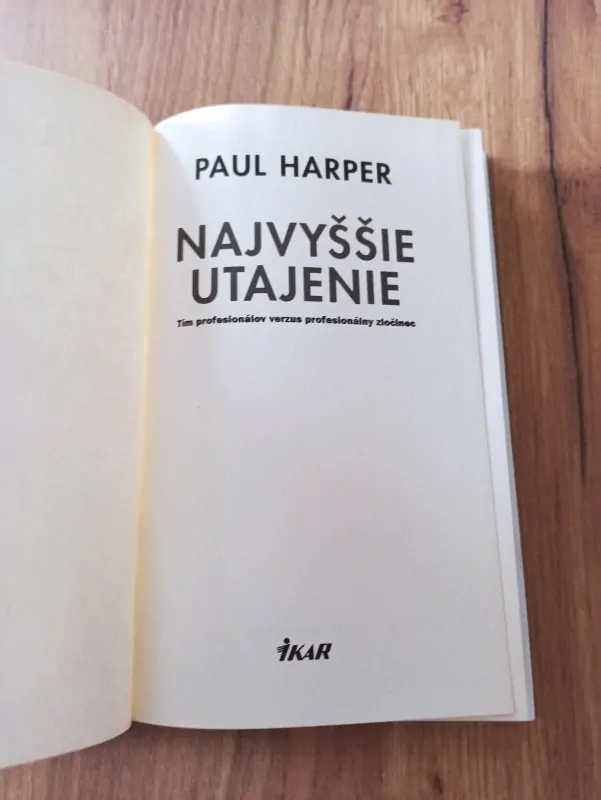 PAUL HARPER
NAJVYŠŠIE
UTAJENIE
Tím profesionálov verzus profesionálny zločinec
IKAR